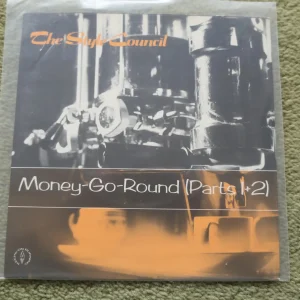 The Style Council
Money-Go-Round (Parts 1+2)